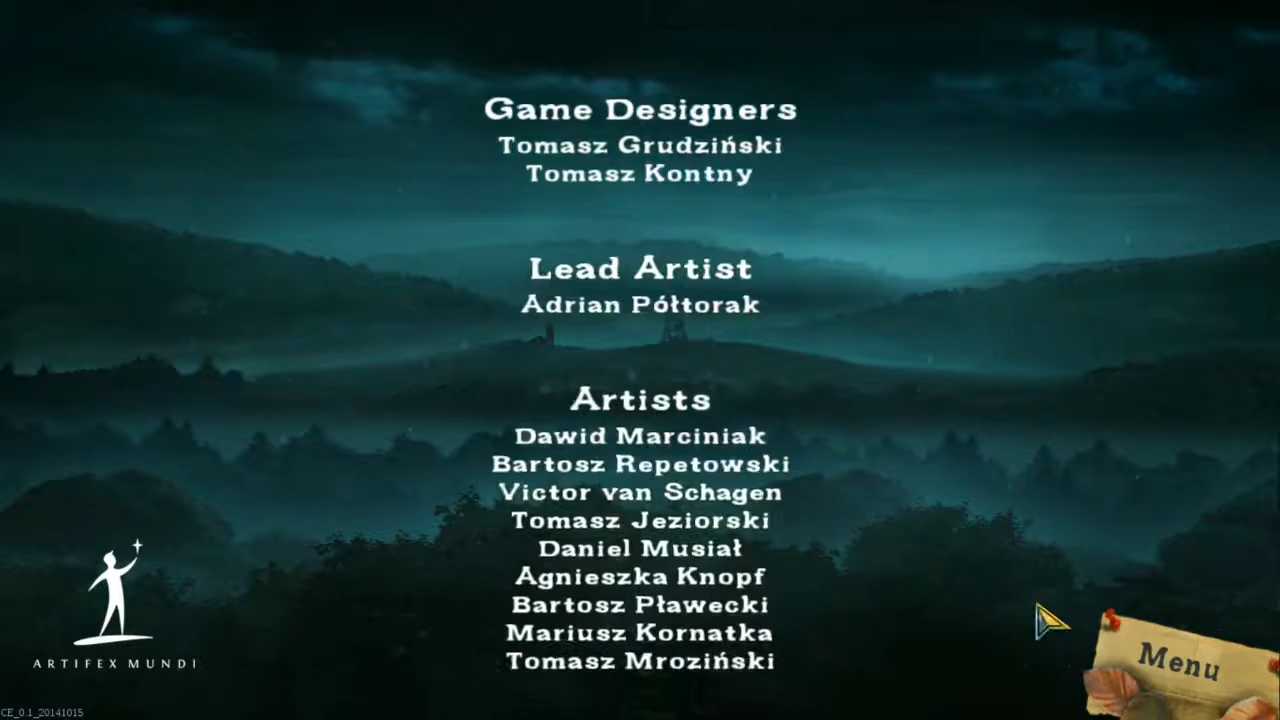 Game Designers
Tomasz Grudziński
Tomasz Kontny
Lead Artist
Adrian Półtorak
Artists
Dawid Marciniak
Bartosz Repetowski
Victor van Schagen
Tomasz Jeziorski
Daniel Musiał
Agnieszka Knopf
Bartosz Pławecki
Mariusz Kornatka
Tomasz Mroziński
ARTIFEX MUNDI
Menu
CE_0.1_20141015